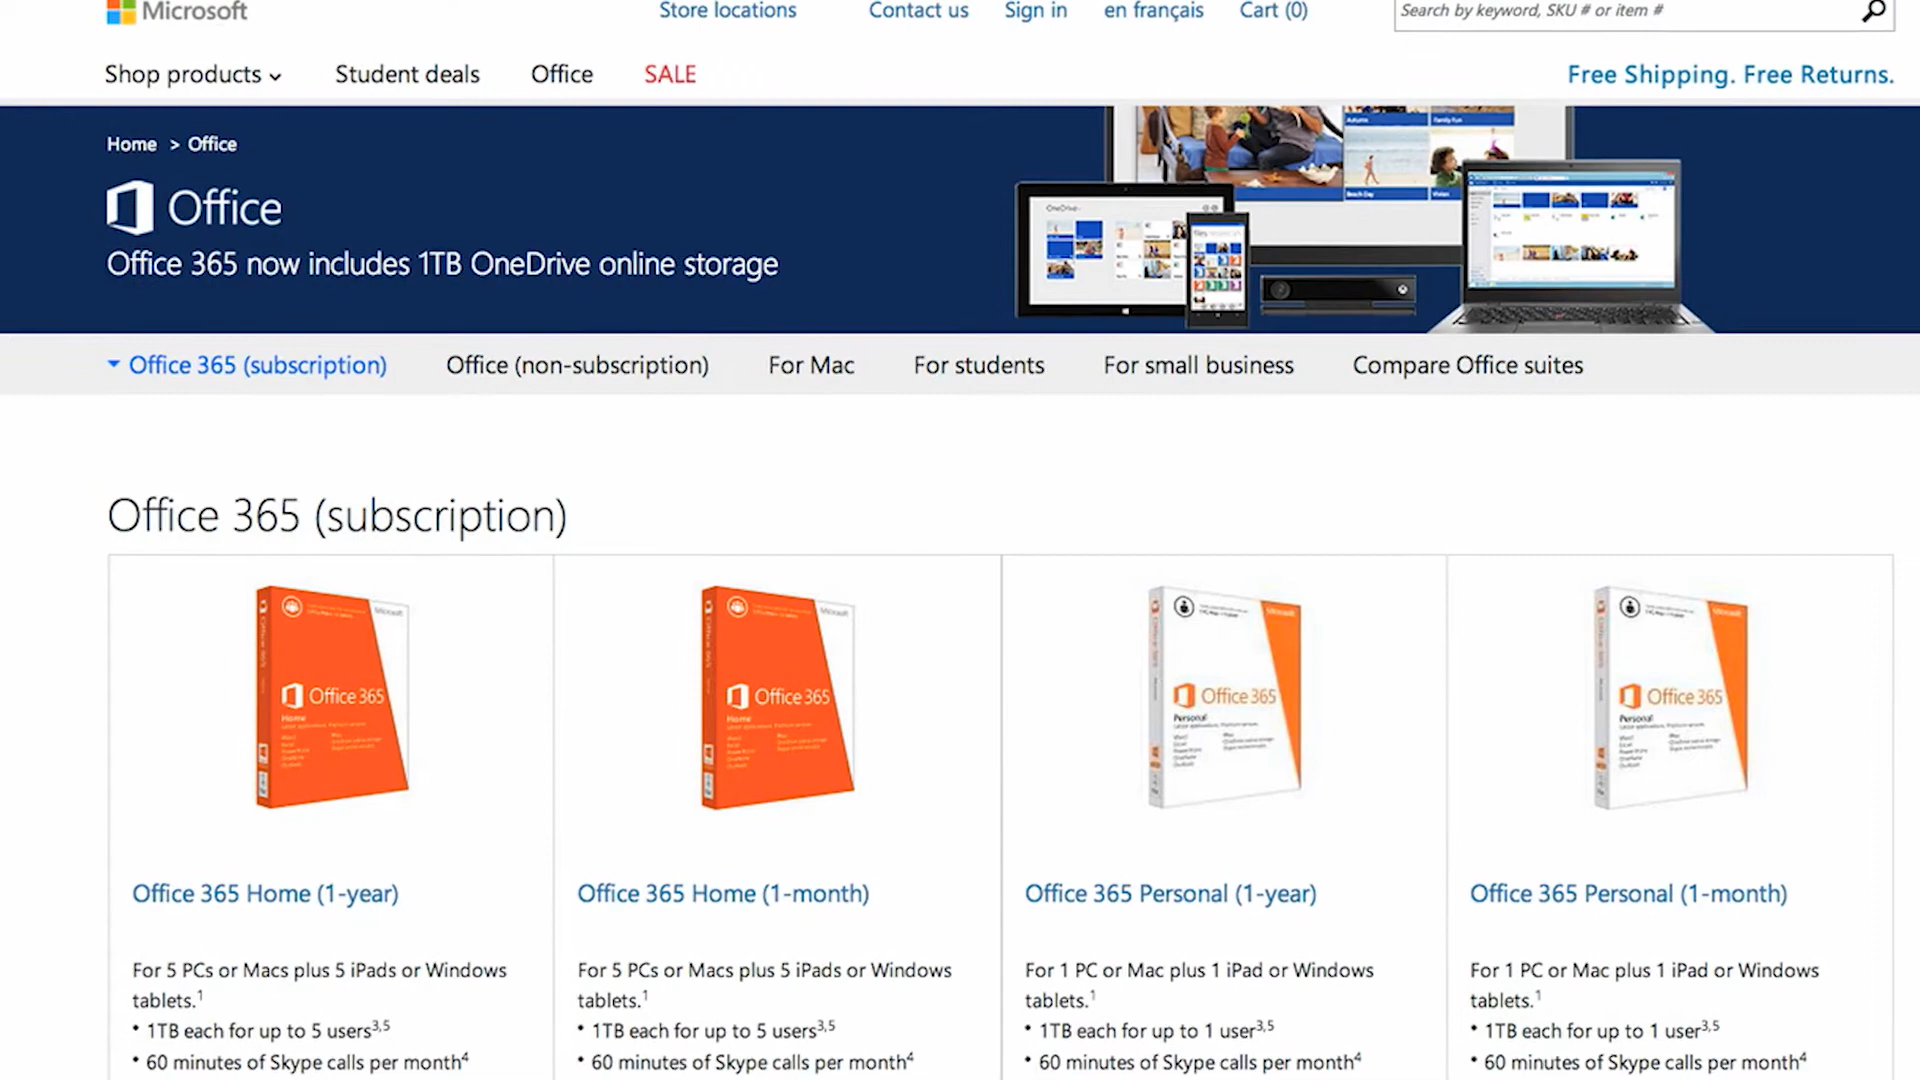 Microsoft
Store locations
Contact us
Sign in
en français
Cart (0)
Search by keyword, SKU # or item #
Shop products
Student deals
Office
SALE
Free Shipping. Free Returns.
Home > Office
Office
Office 365 now includes 1TB OneDrive online storage
OneDrive
Office 365 (subscription)
Office (non-subscription)
For Mac
For students
For small business
Compare Office suites
Office 365 (subscription)
Microsoft
Office 365
Home
Microsoft
Office 365
Home
Microsoft
Office 365
Personal
Microsoft
Office 365
Personal
Office 365 Home (1-year)
For 5 PCs or Macs plus 5 iPads or Windows
tablets.1
• 1TB each for up to 5 users3,5
• 60 minutes of Skype calls per month4
Office 365 Home (1-month)
For 5 PCs or Macs plus 5 iPads or Windows
tablets.1
• 1TB each for up to 5 users3,5
• 60 minutes of Skype calls per month4
Office 365 Personal (1-year)
For 1 PC or Mac plus 1 iPad or Windows
tablets.1
• 1TB each for up to 1 user3,5
• 60 minutes of Skype calls per month4
Office 365 Personal (1-month)
For 1 PC or Mac plus 1 iPad or Windows
tablets.1
• 1TB each for up to 1 user3,5
• 60 minutes of Skype calls per month4